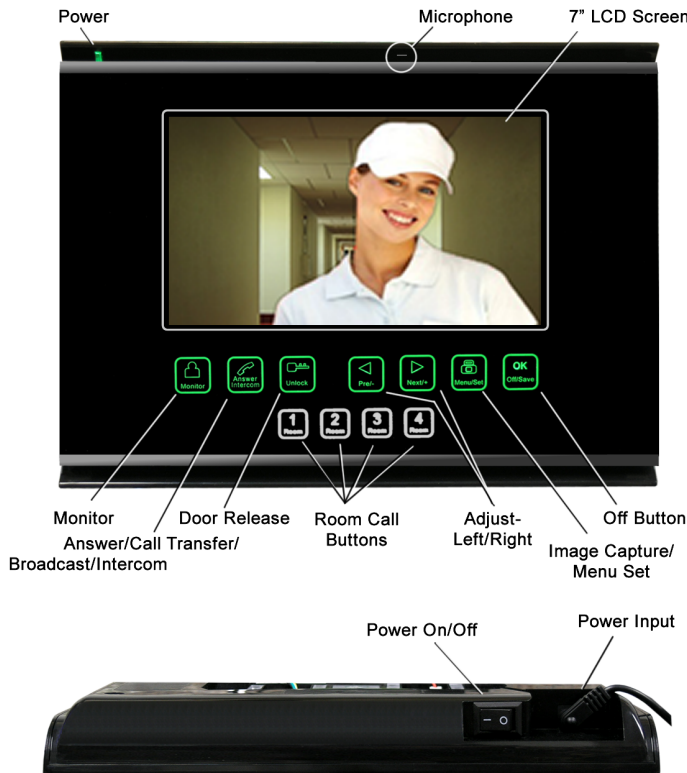 Power
Microphone
7” LCD Screen
Monitor
Answer
Intercom
Unlock
Pre/-
Next/+
Menu/Set
OK
Off/Save
1
Room
2
Room
3
Room
4
Room
Monitor
Door Release
Room Call
Buttons
Adjust-
Left/Right
Off Button
Answer/Call Transfer/
Broadcast/Intercom
Image Capture/
Menu Set
Power On/Off
Power Input